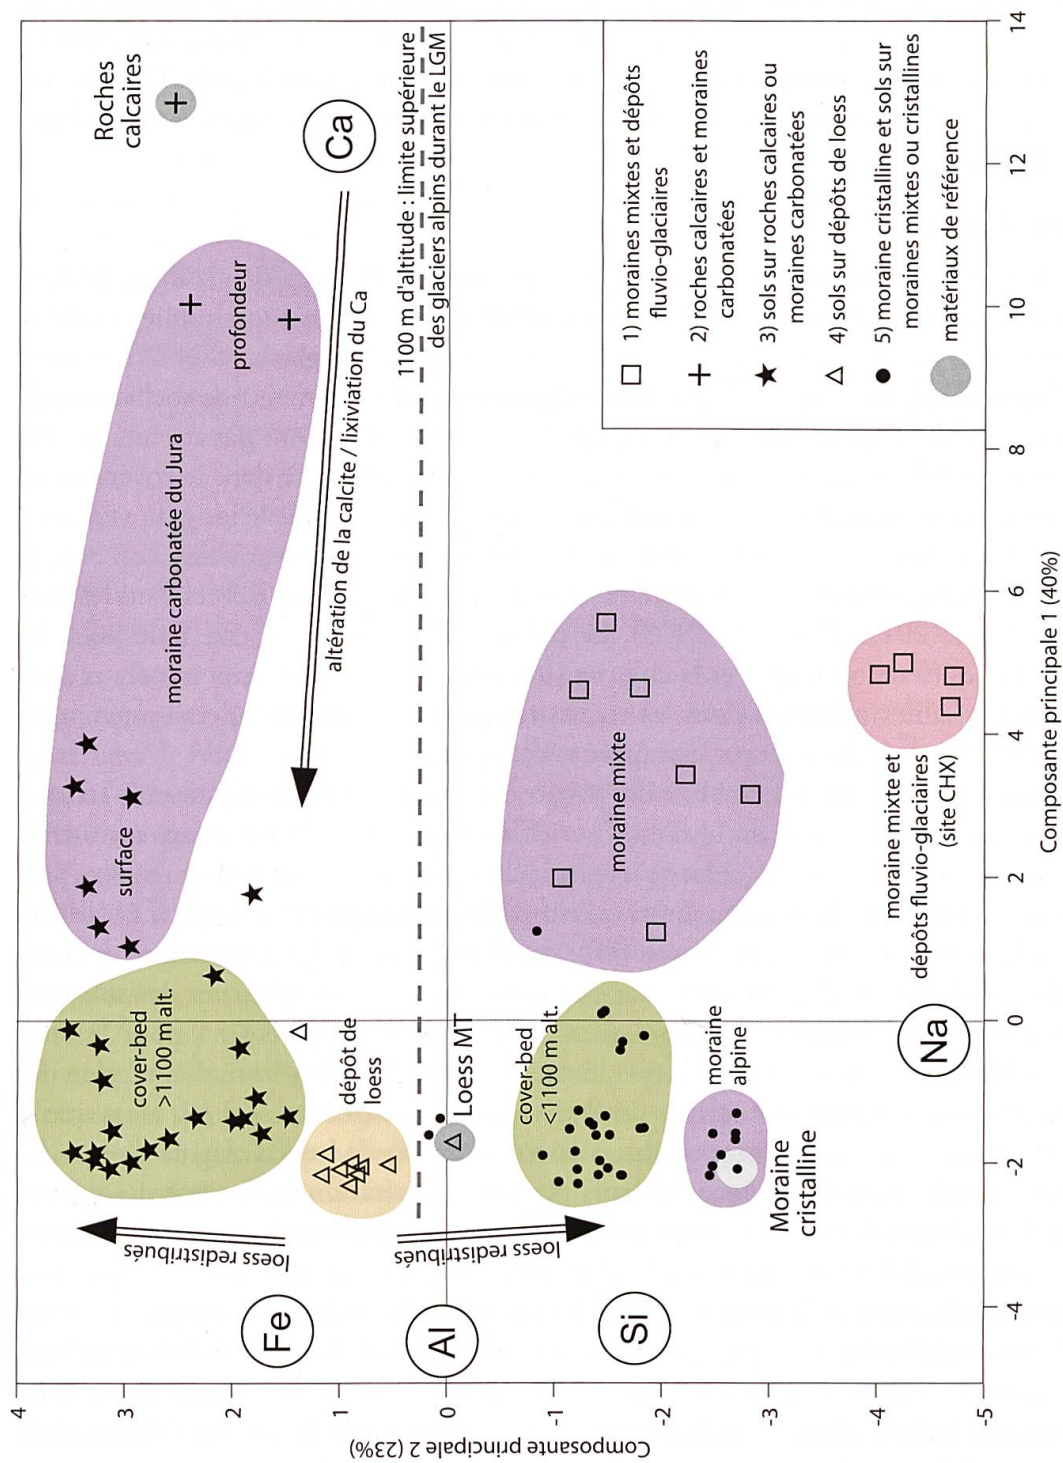 Composante principale 2 (23%)
4
3
2
1
0
-1
-2
-3
-4
-5
Composante principale 1 (40%)
-4
-2
0
2
4
6
8
10
12
14
Fe
Al
Si
Na
Ca
loess redistribués
loess redistribués
cover-bed
>1100 m alt.
surface
moraine carbonatée du Jura
profondeur
Roches
calcaires
altération de la calcite / lixiviation du Ca
1100 m d'altitude : limite supérieure
des glaciers alpins durant le LGM
dépôt de
loess
Loess MT
cover-bed
<1100 m alt.
moraine
alpine
Moraine
cristalline
moraine mixte
moraine mixte et
dépôts fluvio-glaciaires
(site CHX)
1) moraines mixtes et dépôts
fluvio-glaciaires
2) roches calcaires et moraines
carbonatées
3) sols sur roches calcaires ou
moraines carbonatées
4) sols sur dépôts de loess
5) moraine cristalline et sols sur
moraines mixtes ou cristallines
matériaux de référence